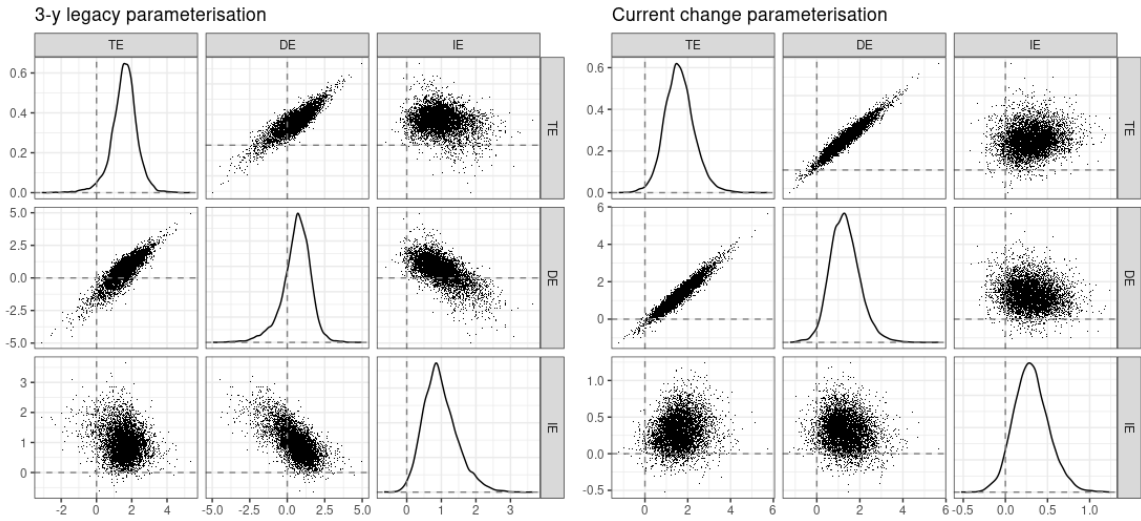 3-y legacy parameterisation
Current change parameterisation
TE DE IE
TE DE IE
0.6
0.4
0.2
0.0
TE
0.6
0.4
0.2
0.0
TE
5.0
2.5
0.0
-2.5
-5.0
DE
6
4
2
0
DE
3
2
1
0
IE
1.0
0.5
0.0
-0.5
IE
-2 0 2 4
-5.0 -2.5 0.0 2.5 5.0
0 1 2 3
0 2 4 6
0 2 4 6
-0.5 0.0 0.5 1.0